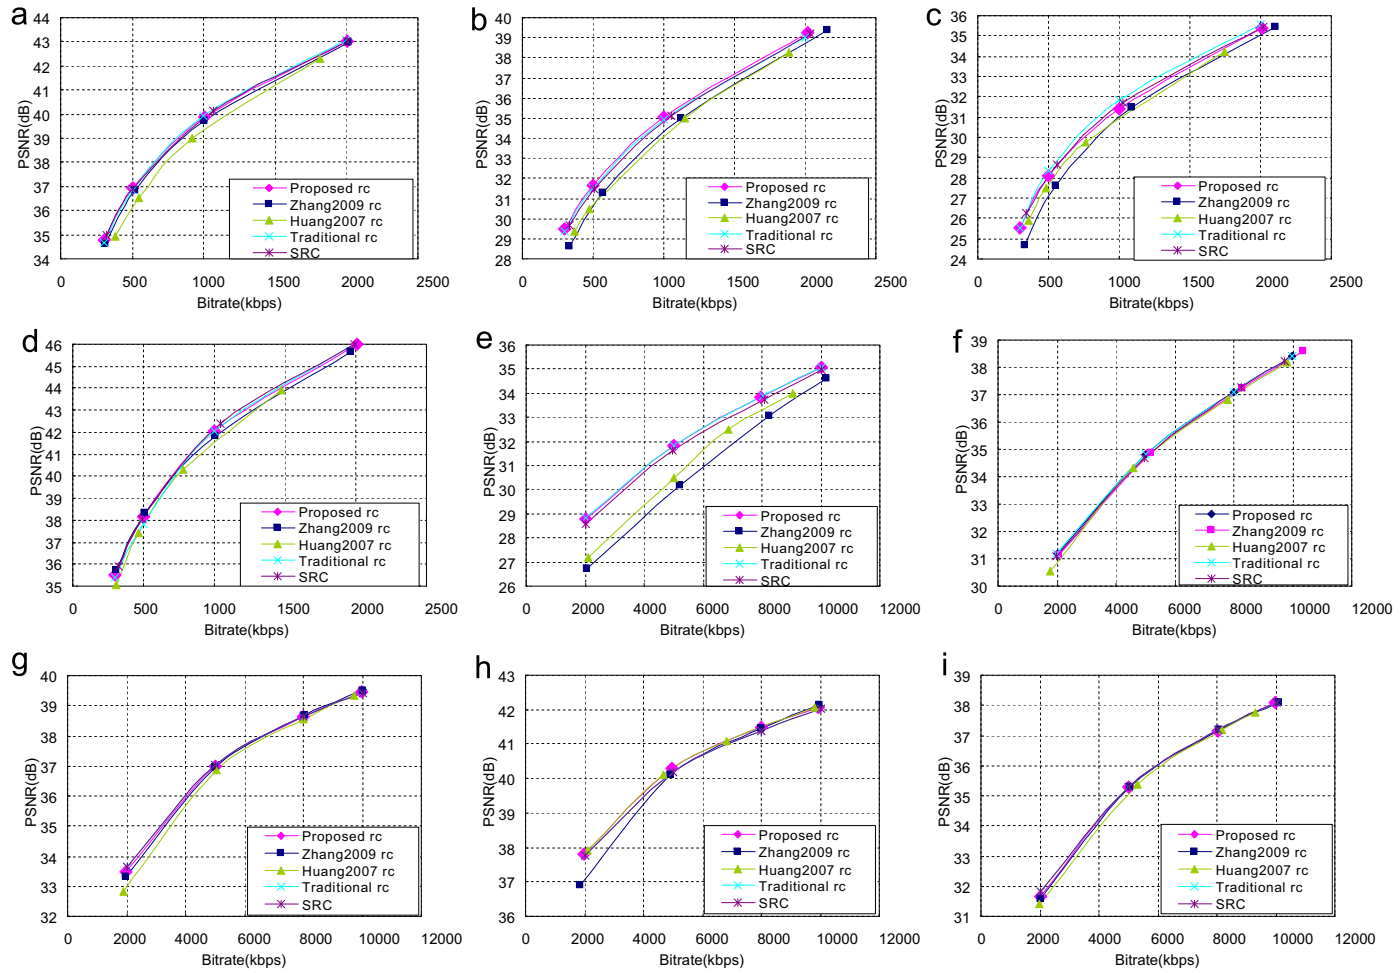 a
44
43
42
41
40
39
38
37
36
35
34
PSNR(dB)
0 500 1000 1500 2000 2500
Bitrate(kbps)
Proposed rc
Zhang2009 rc
Huang2007 rc
Traditional rc
SRC
b
40
39
38
37
36
35
34
33
32
31
30
29
28
PSNR(dB)
0 500 1000 1500 2000 2500
Bitrate(kbps)
Proposed rc
Zhang2009 rc
Huang2007 rc
Traditional rc
SRC
c
36
35
34
33
32
31
30
29
28
27
26
25
24
PSNR(dB)
0 500 1000 1500 2000 2500
Bitrate(kbps)
Proposed rc
Zhang2009 rc
Huang2007 rc
Traditional rc
SRC
d
46
45
44
43
42
41
40
39
38
37
36
35
PSNR(dB)
0 500 1000 1500 2000 2500
Bitrate(kbps)
Proposed rc
Zhang2009 rc
Huang2007 rc
Traditional rc
SRC
e
36
35
34
33
32
31
30
29
28
27
26
PSNR(dB)
0 2000 4000 6000 8000 10000 12000
Bitrate(kbps)
Proposed rc
Zhang2009 rc
Huang2007 rc
Traditional rc
SRC
f
39
38
37
36
35
34
33
32
31
30
PSNR(dB)
0 2000 4000 6000 8000 10000 12000
Bitrate(kbps)
Proposed rc
Zhang2009 rc
Huang2007 rc
Traditional rc
SRC
g
40
39
38
37
36
35
34
33
32
PSNR(dB)
0 2000 4000 6000 8000 10000 12000
Bitrate(kbps)
Proposed rc
Zhang2009 rc
Huang2007 rc
Traditional rc
SRC
h
43
42
41
40
39
38
37
36
PSNR(dB)
0 2000 4000 6000 8000 10000 12000
Bitrate(kbps)
Proposed rc
Zhang2009 rc
Huang2007 rc
Traditional rc
SRC
i
39
38
37
36
35
34
33
32
31
PSNR(dB)
0 2000 4000 6000 8000 10000 12000
Bitrate(kbps)
Proposed rc
Zhang2009 rc
Huang2007 rc
Traditional rc
SRC